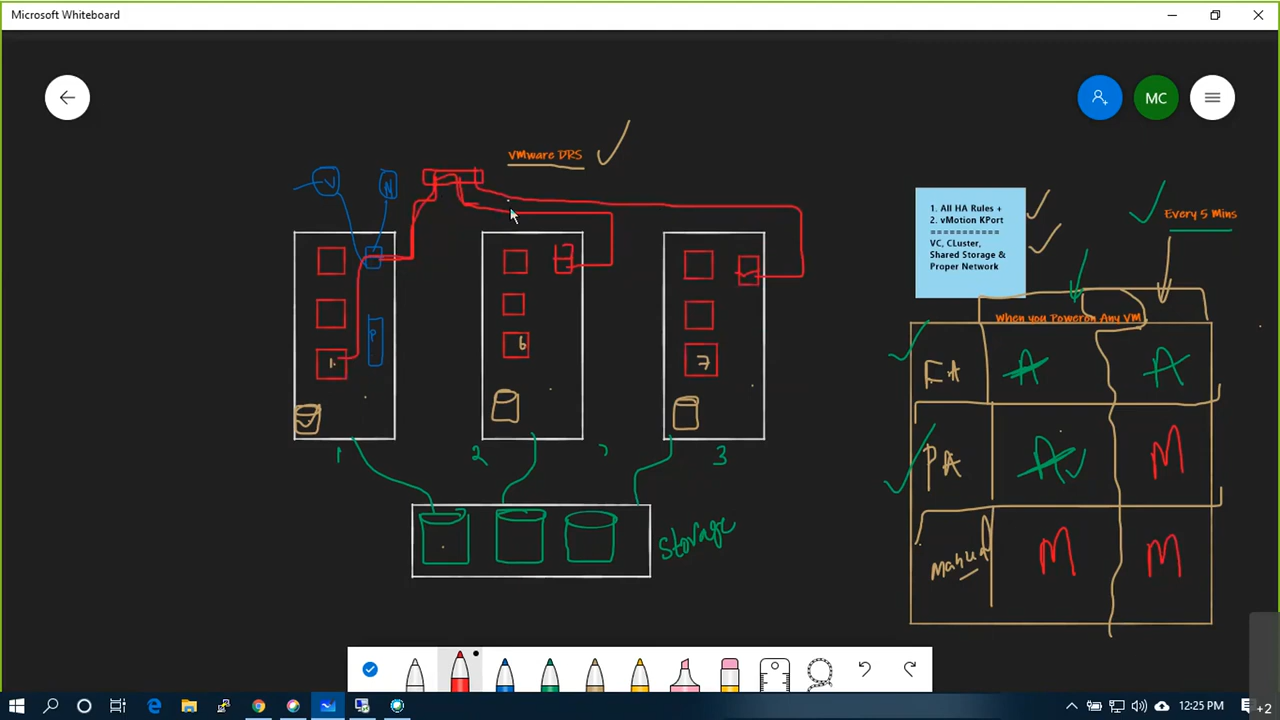 Microsoft Whiteboard
MC
VMware DRS
V
N
1. All HA Rules +
2. vMotion KPort
===========
VC, CLuster,
Shared Storage &
Proper Network
Every 5 Mins
When you Poweron Any VM
P
1.
6
7
FA
A
A
PA
A
M
Manual
M
M
1
2
3
Storage
12:25 PM
+2